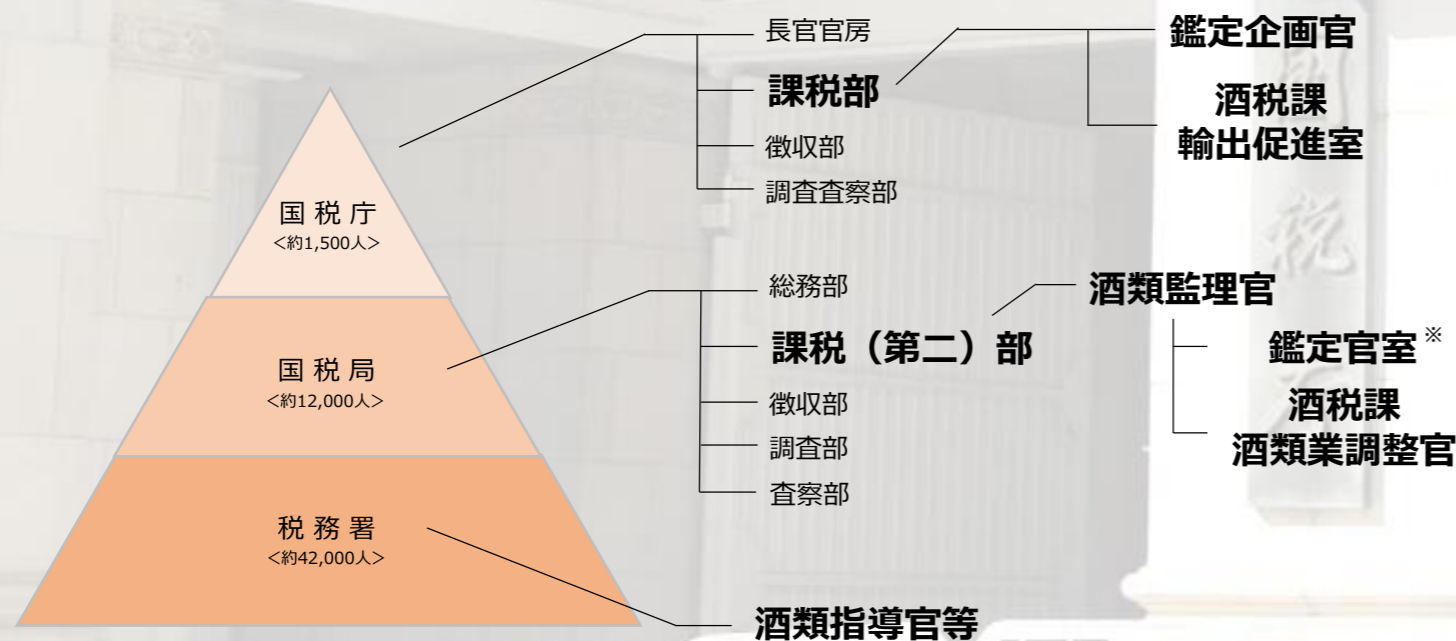 長官官房
課税部
徴収部
調査査察部
鑑定企画官
酒税課
輸出促進室
国税庁
<約1,500人>
総務部
課税（第二）部
徴収部
調査部
査察部
酒類監理官
鑑定官室※
酒税課
酒類業調整官
国税局
<約12,000人>
税務署
<約42,000人>
酒類指導官等
税